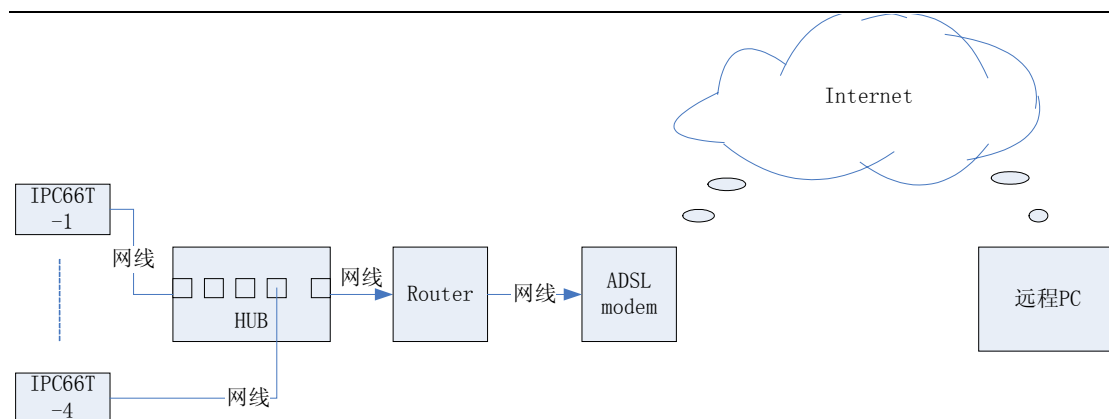 Internet
IPC66T
-1
网线
HUB
网线
Router
网线
ADSL
modem
远程PC
IPC66T
-4
网线